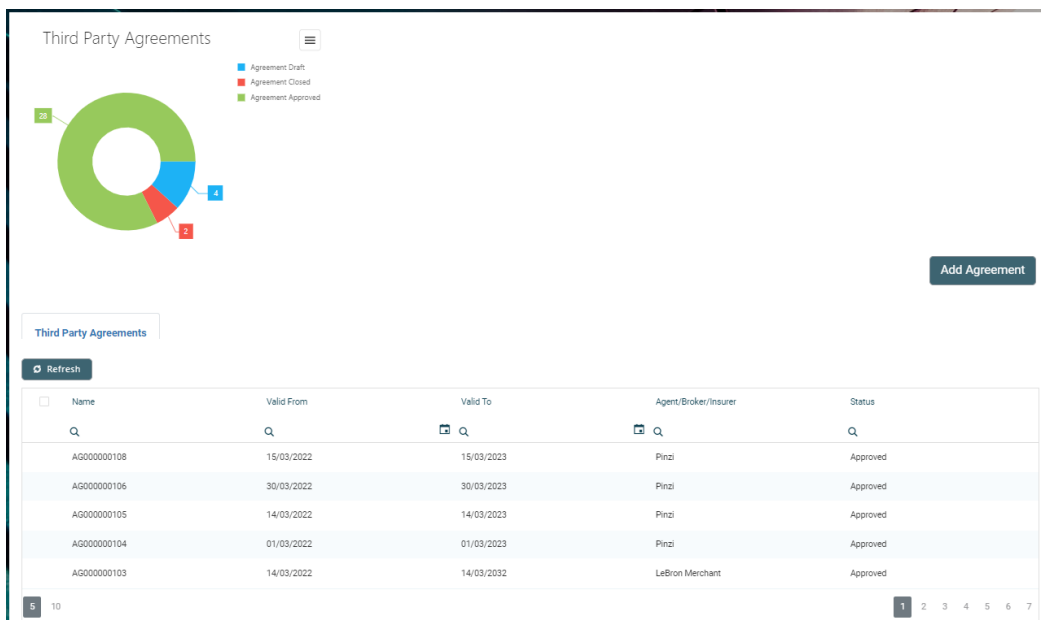 Third Party Agreements
Agreement Draft
Agreement Closed
Agreement Approved
28
4
2
Add Agreement
Third Party Agreements
Refresh
Name Valid From Valid To Agent/Broker/Insurer Status
AG000000108 15/03/2022 15/03/2023 Pinzi Approved
AG000000106 30/03/2022 30/03/2023 Pinzi Approved
AG000000105 14/03/2022 14/03/2023 Pinzi Approved
AG000000104 01/03/2022 01/03/2023 Pinzi Approved
AG000000103 14/03/2022 14/03/2032 LeBron Merchant Approved
5 10 1 2 3 4 5 6 7